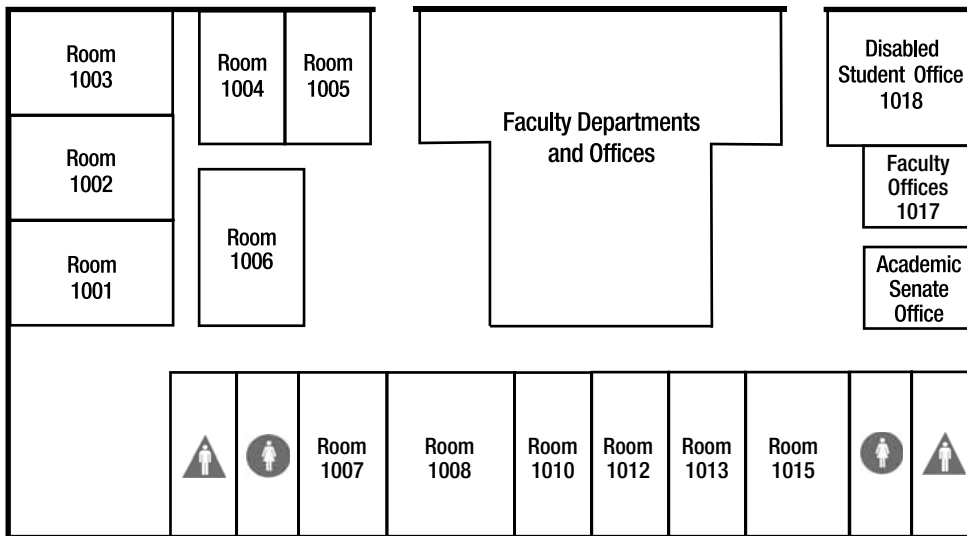 Room
1003
Room
1004
Room
1005
Faculty Departments
and Offices
Disabled
Student Office
1018
Room
1002
Faculty
Offices
1017
Room
1001
Room
1006
Academic
Senate
Office
Room
1007
Room
1008
Room
1010
Room
1012
Room
1013
Room
1015